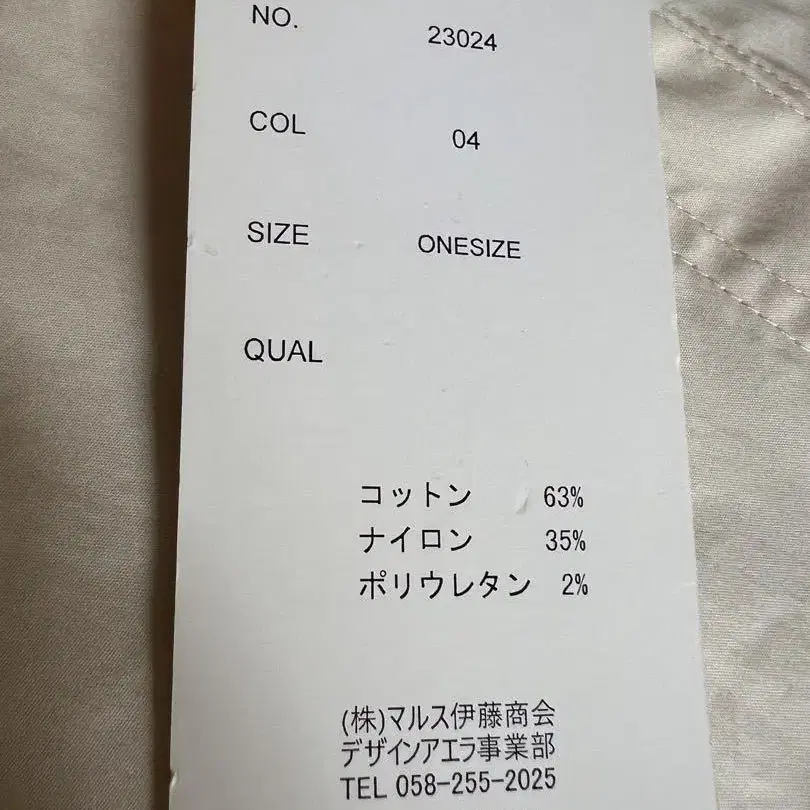 NO. 23024
COL 04
SIZE ONESIZE
QUAL
コットン 63%
ナイロン 35%
ポリウレタン 2%
(株)マルス伊藤商会
デザインアエラ事業部
TEL 058-255-2025